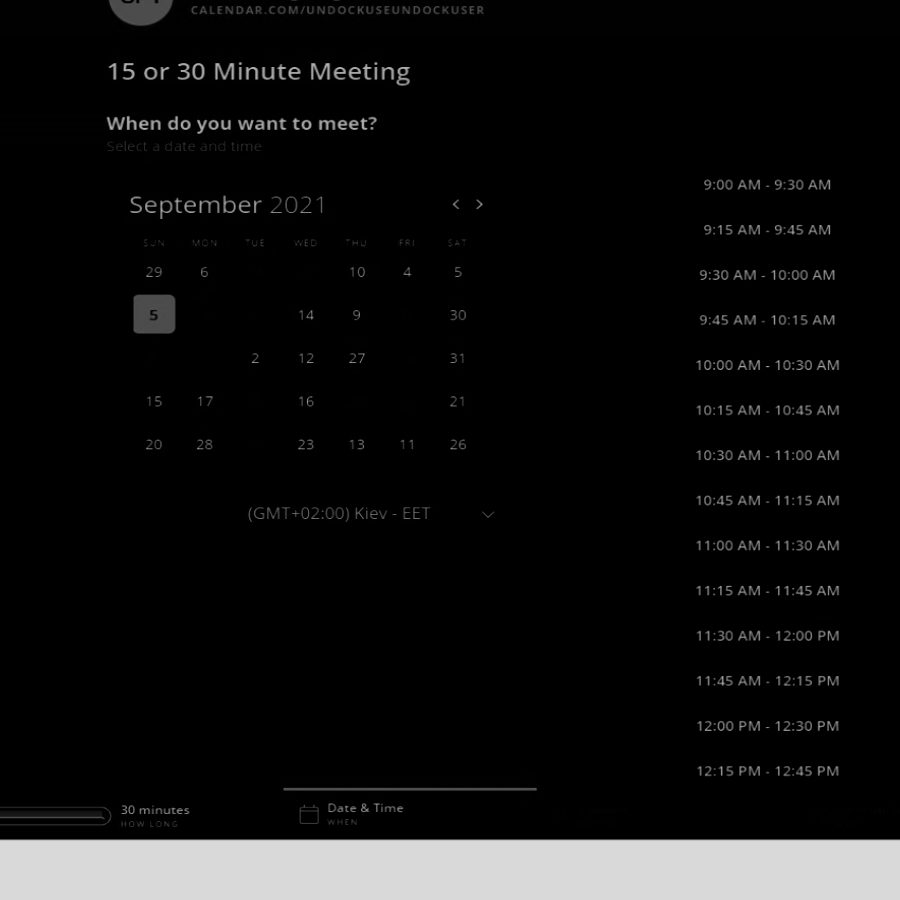 CALENDAR.COM/UNDOCKUSEUNDOCKUSER
15 or 30 Minute Meeting
When do you want to meet?
Select a date and time
September 2021 < >
SUN MON TUE WED THU FRI SAT
29 6 10 4 5
5 14 9 30
2 12 27 31
15 17 16 21
20 28 23 13 11 26
(GMT+02:00) Kiev - EET
9:00 AM - 9:30 AM
9:15 AM - 9:45 AM
9:30 AM - 10:00 AM
9:45 AM - 10:15 AM
10:00 AM - 10:30 AM
10:15 AM - 10:45 AM
10:30 AM - 11:00 AM
10:45 AM - 11:15 AM
11:00 AM - 11:30 AM
11:15 AM - 11:45 AM
11:30 AM - 12:00 PM
11:45 AM - 12:15 PM
12:00 PM - 12:30 PM
12:15 PM - 12:45 PM
30 minutes
HOW LONG
Date & Time
WHEN